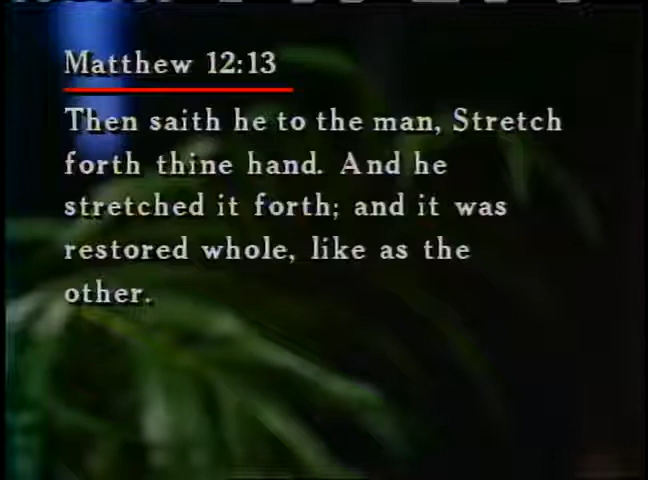 Matthew 12:13
Then saith he to the man, Stretch
forth thine hand. And he
stretched it forth; and it was
restored whole, like as the
other.